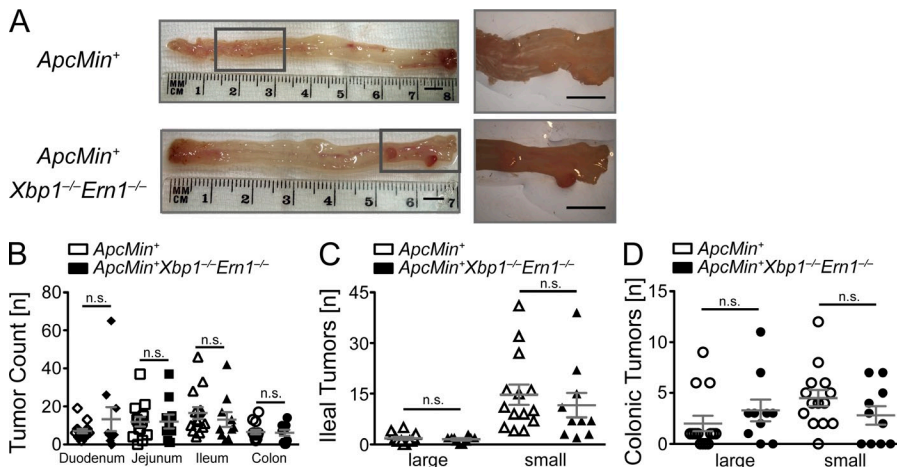 A
ApcMin+
MM
CM 1 2 3 4 5 6 7 8
ApcMin+
Xbp1–/–Ern1–/–
MM
CM 1 2 3 4 5 6 7
B
ApcMin+
ApcMin+Xbp1–/–Ern1–/–
Tumor Count [n]
80
60
40
20
0
n.s.
n.s.
n.s.
n.s.
Duodenum Jejunum Ileum Colon
C
ApcMin+
ApcMin+Xbp1–/–Ern1–/–
Ileal Tumors [n]
45
30
15
0
n.s.
n.s.
large small
D
ApcMin+
ApcMin+Xbp1–/–Ern1–/–
Colonic Tumors [n]
15
10
5
0
n.s.
n.s.
large small